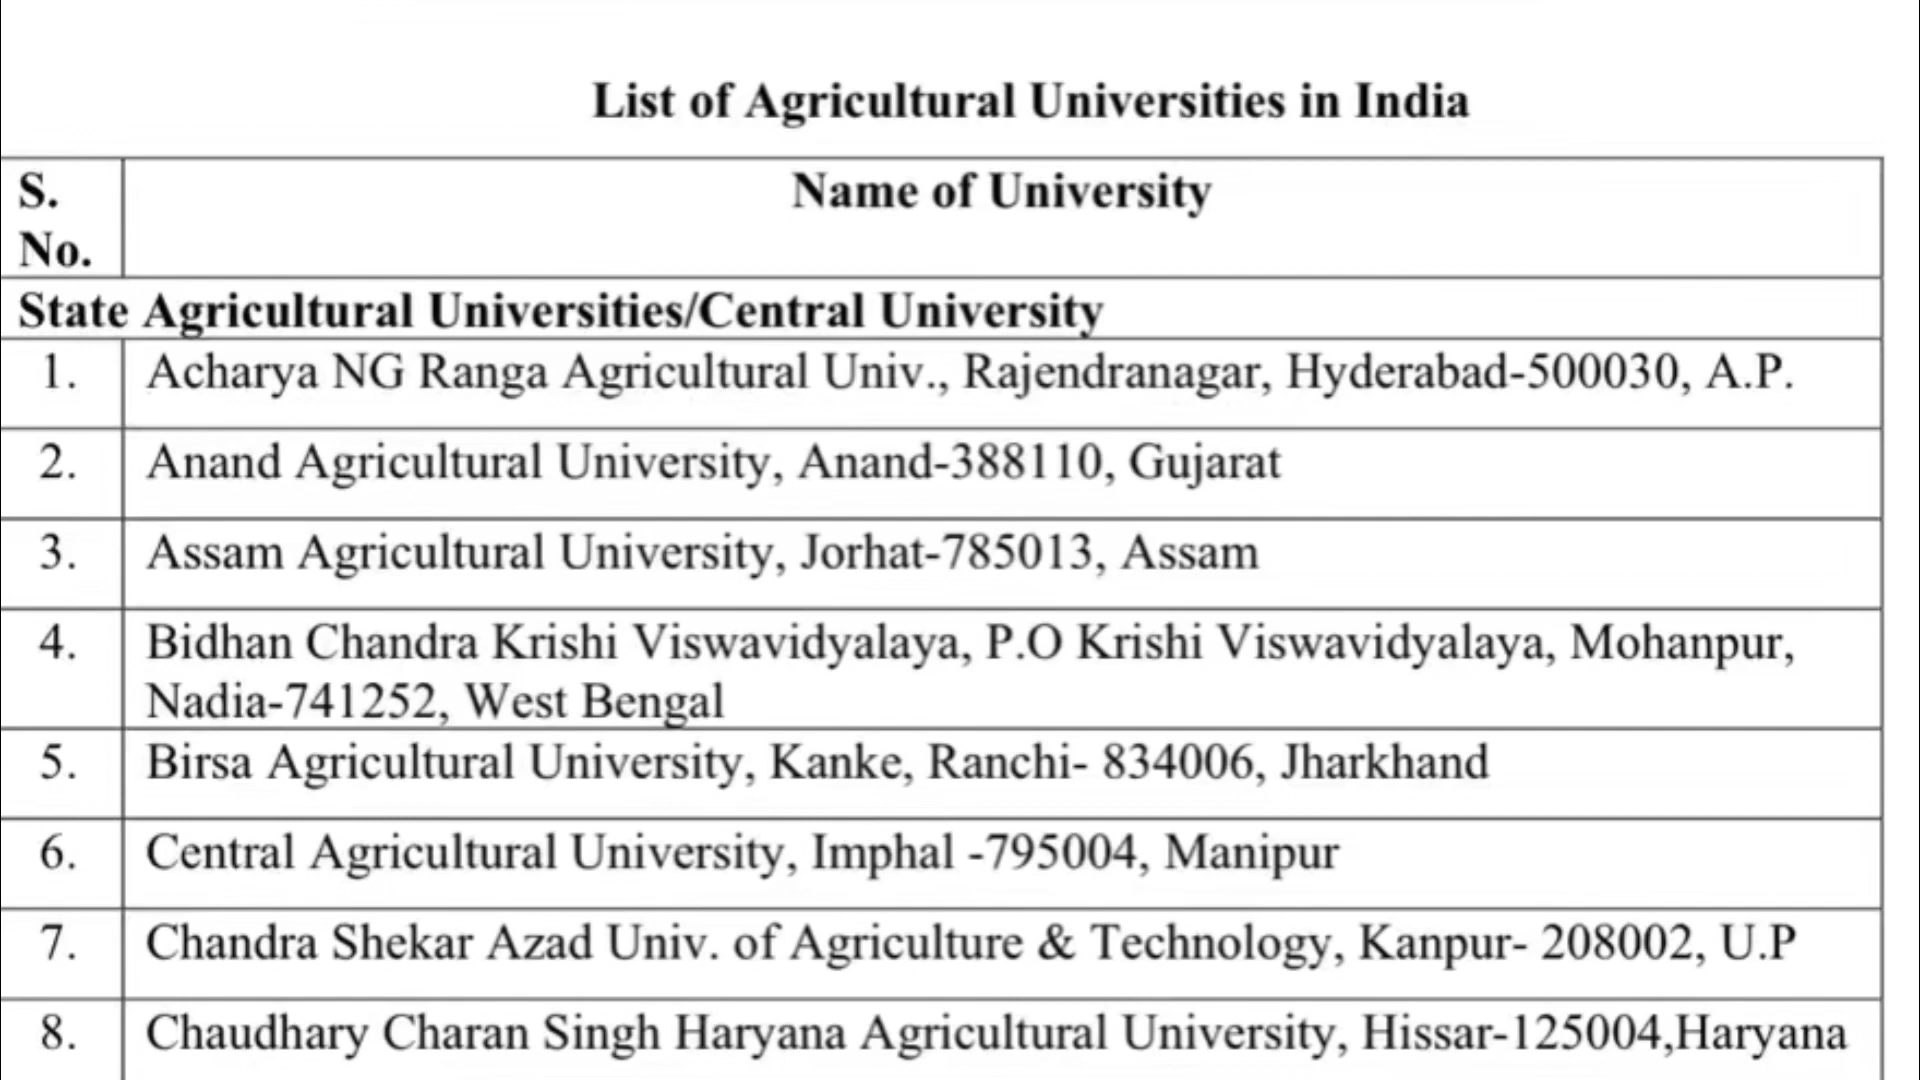 List of Agricultural Universities in India
S. No.
Name of University
State Agricultural Universities/Central University
1. Acharya NG Ranga Agricultural Univ., Rajendranagar, Hyderabad-500030, A.P.
2. Anand Agricultural University, Anand-388110, Gujarat
3. Assam Agricultural University, Jorhat-785013, Assam
4. Bidhan Chandra Krishi Viswavidyalaya, P.O Krishi Viswavidyalaya, Mohanpur,
Nadia-741252, West Bengal
5. Birsa Agricultural University, Kanke, Ranchi- 834006, Jharkhand
6. Central Agricultural University, Imphal -795004, Manipur
7. Chandra Shekar Azad Univ. of Agriculture & Technology, Kanpur- 208002, U.P
8. Chaudhary Charan Singh Haryana Agricultural University, Hissar-125004,Haryana